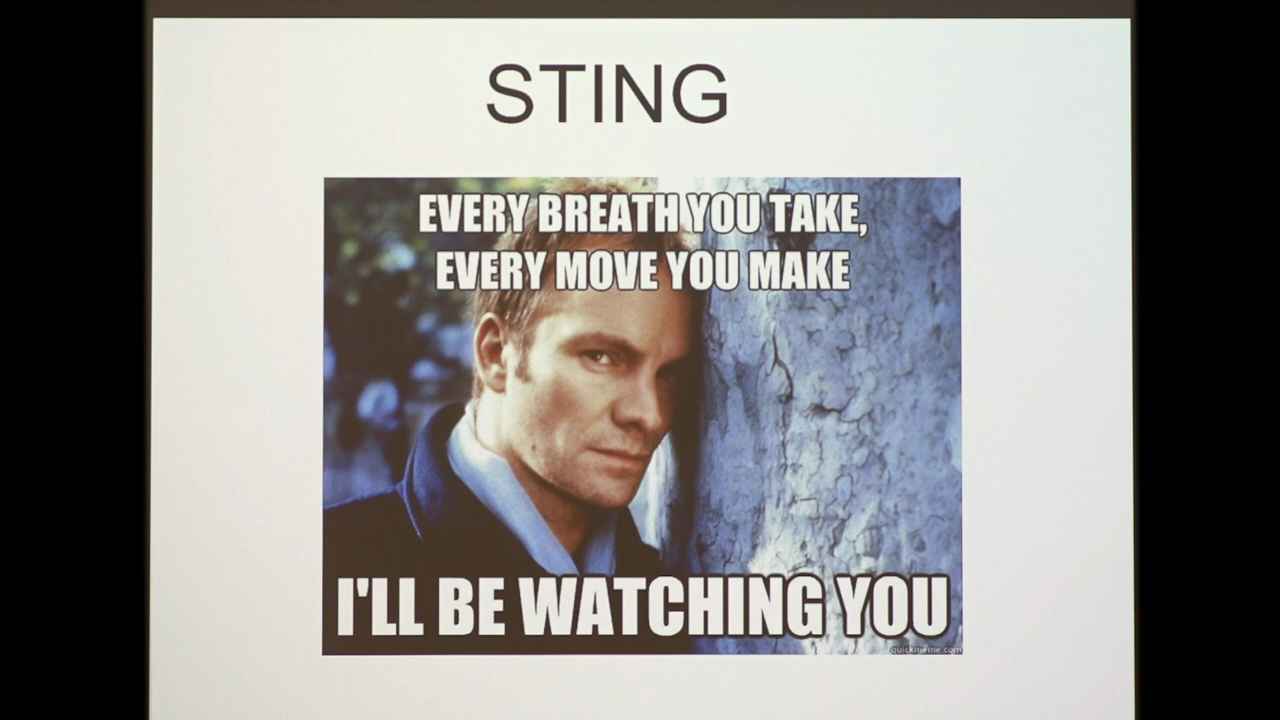 STING
EVERY BREATH YOU TAKE,
EVERY MOVE YOU MAKE
I'LL BE WATCHING YOU
quickmeme.com